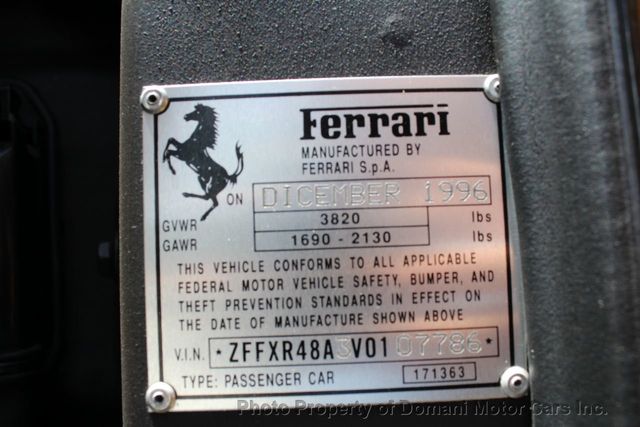 Ferrari
MANUFACTURED BY
FERRARI S.p.A.
ON DICEMBER 1996
GVWR 3820 lbs
GAWR 1690 - 2130 lbs
THIS VEHICLE CONFORMS TO ALL APPLICABLE
FEDERAL MOTOR VEHICLE SAFETY, BUMPER, AND
THEFT PREVENTION STANDARDS IN EFFECT ON
THE DATE OF MANUFACTURE SHOWN ABOVE
V.I.N. * ZFFXR48A3V0107786 *
TYPE: PASSENGER CAR 171363
Photo Property of Domani Motor Cars Inc.